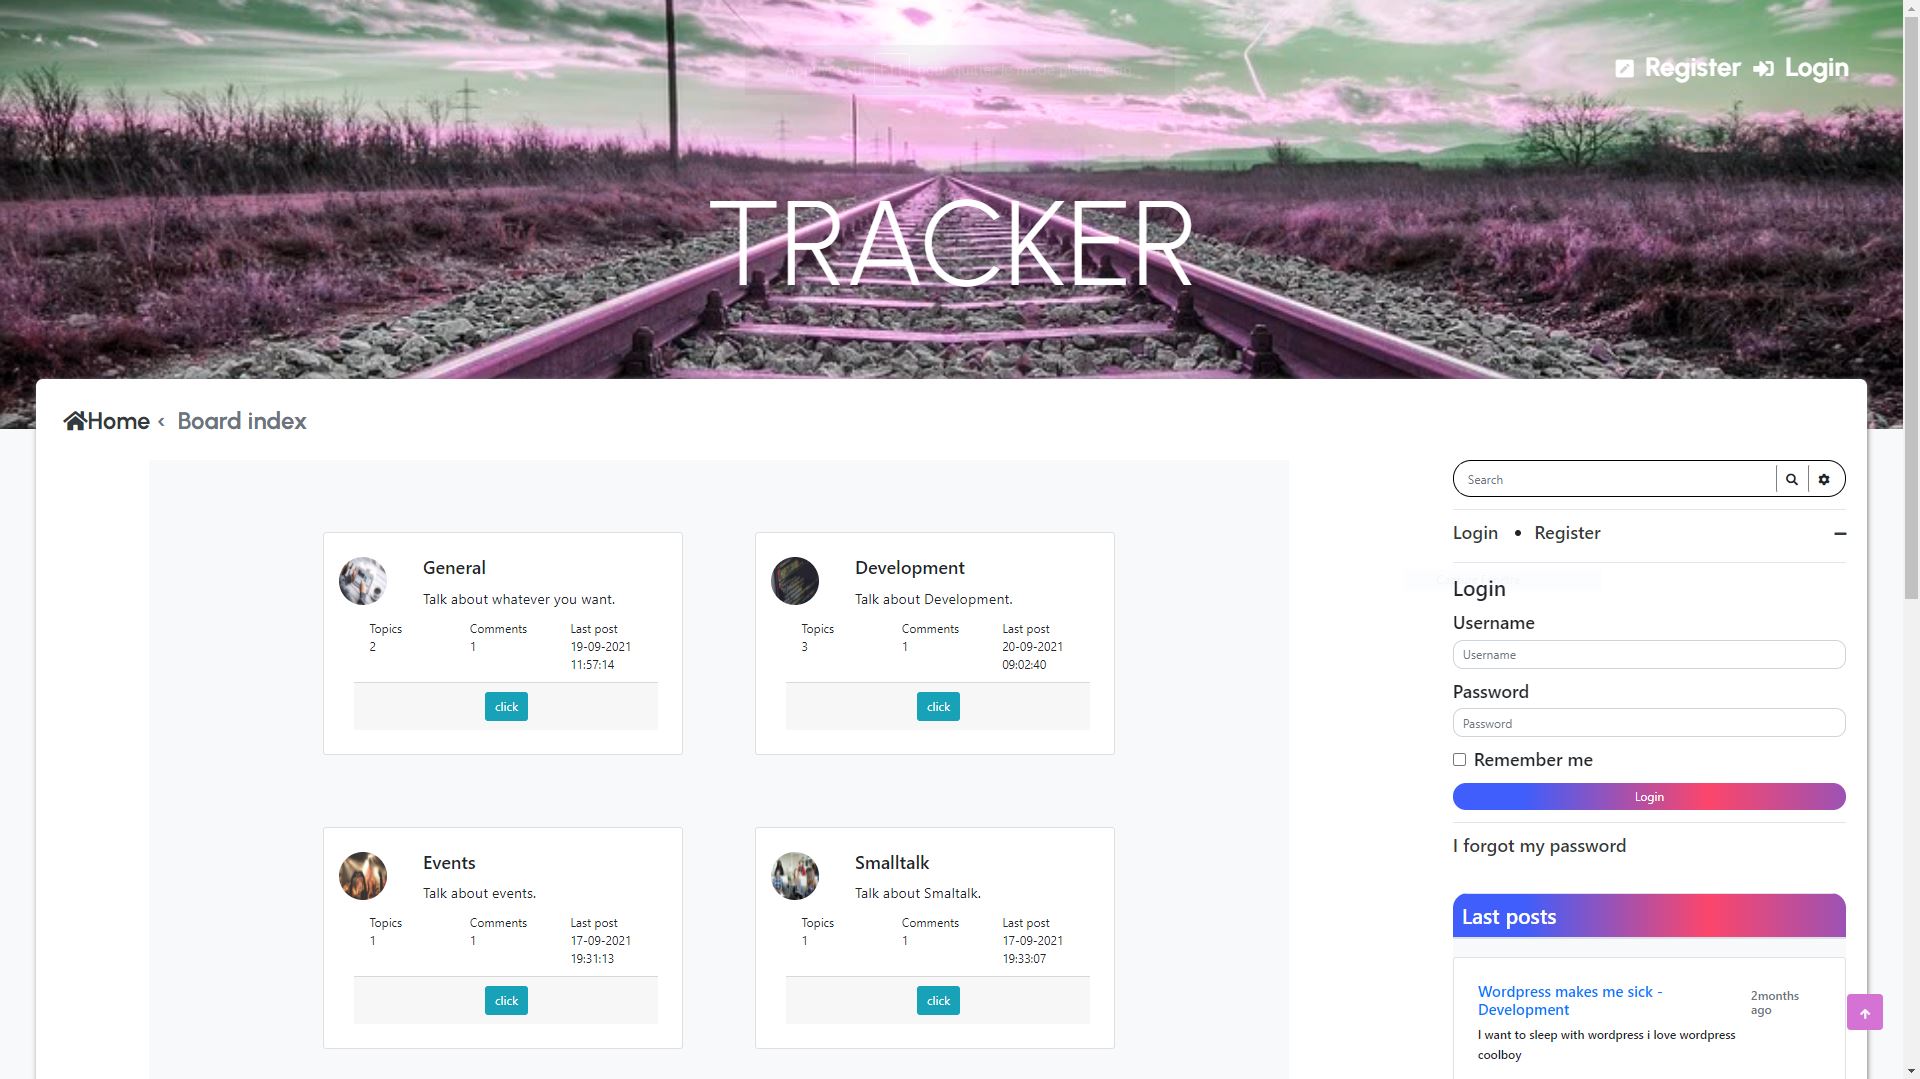 Register Login
TRACKER
Home < Board index
Search
Login • Register
General
Talk about whatever you want.
Topics
2
Comments
1
Last post
19-09-2021
11:57:14
click
Development
Talk about Development.
Topics
3
Comments
1
Last post
20-09-2021
09:02:40
click
Events
Talk about events.
Topics
1
Comments
1
Last post
17-09-2021
19:31:13
click
Smalltalk
Talk about Smaltalk.
Topics
1
Comments
1
Last post
17-09-2021
19:33:07
click
Login
Username
Username
Password
Password
Remember me
Login
I forgot my password
Last posts
Wordpress makes me sick -
Development
2months
ago
I want to sleep with wordpress i love wordpress
coolboy